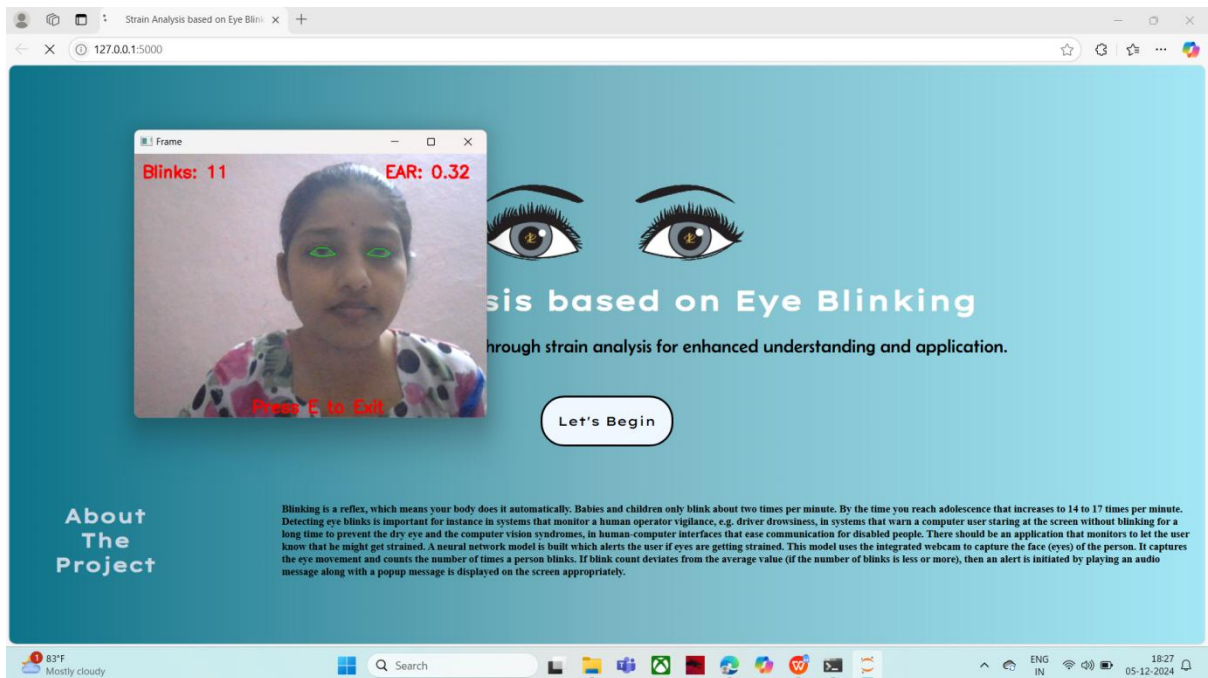 Strain Analysis based on Eye Blin
127.0.0.1:5000
Frame
Blinks: 11
EAR: 0.32
sis based on Eye Blinking
hrough strain analysis for enhanced understanding and application.
Press E to Exit
Let's Begin
About
The
Project
Blinking is a reflex, which means your body does it automatically. Babies and children only blink about two times per minute. By the time you reach adolescence that increases to 14 to 17 times per minute.
Detecting eye blinks is important for instance in systems that monitor a human operator vigilance, e.g. driver drowsiness, in systems that warn a computer user staring at the screen without blinking for a
long time to prevent the dry eye and the computer vision syndromes, in human-computer interfaces that ease communication for disabled people. There should be an application that monitors to let the user
know that he might get strained. A neural network model is built which alerts the user if eyes are getting strained. This model uses the integrated webcam to capture the face (eyes) of the person. It captures
the eye movement and counts the number of times a person blinks. If blink count deviates from the average value (if the number of blinks is less or more), then an alert is initiated by playing an audio
message along with a popup message is displayed on the screen appropriately.
1
83°F
Mostly cloudy
Search
ENG
IN
18:27
05-12-2024